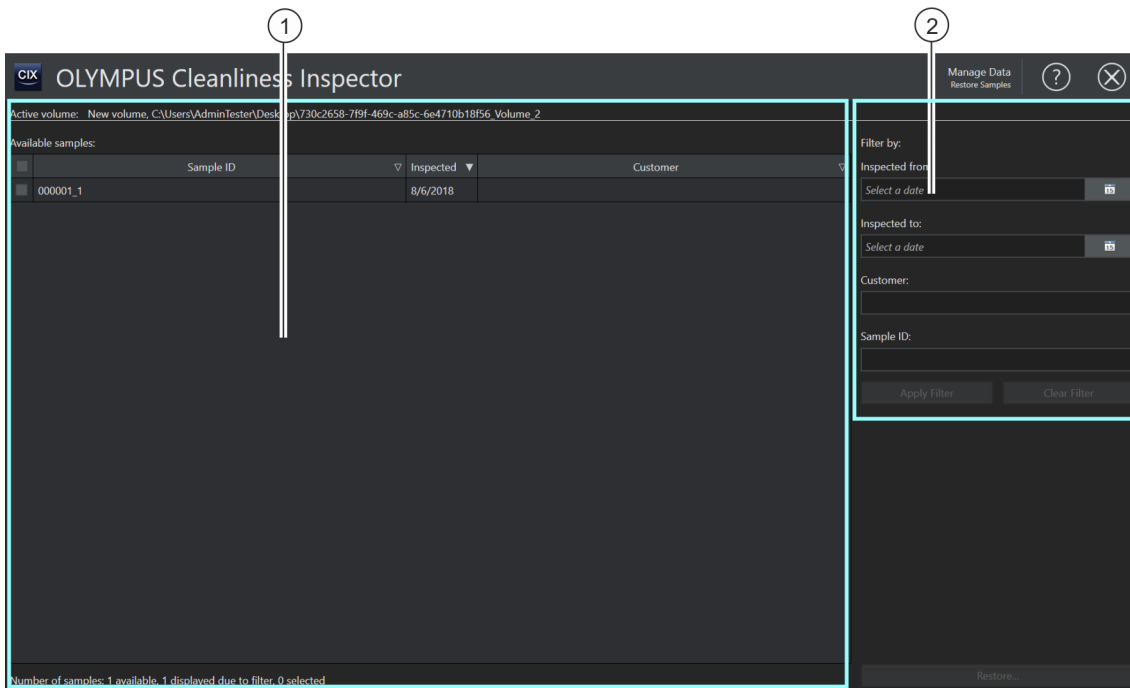 1
2
CIX OLYMPUS Cleanliness Inspector
Manage Data
Restore Samples
?
Active volume: New volume, C:\Users\AdminTester\Desktop\730c2658-7f9f-469c-a85c-6e4710b18f56_Volume_2
Available samples:
Sample ID Inspected Customer
000001_1 8/6/2018
Number of samples: 1 available, 1 displayed due to filter, 0 selected
Filter by:
Inspected from
Select a date 15
Inspected to:
Select a date 15
Customer:
Sample ID:
Apply Filter Clear Filter
Restore...